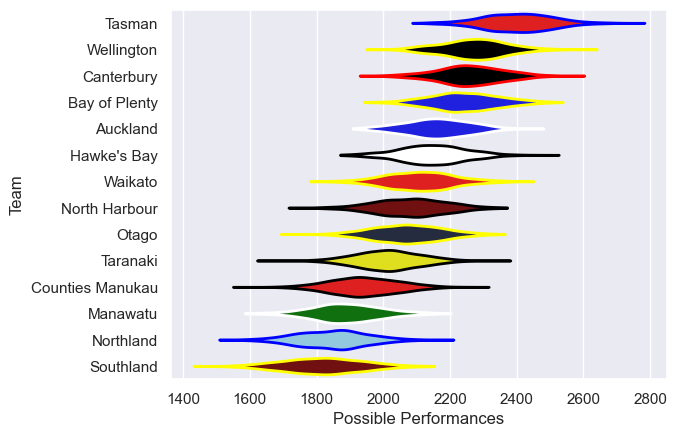 Tasman
Wellington
Canterbury
Bay of Plenty
Auckland
Hawke's Bay
Waikato
North Harbour
Otago
Taranaki
Counties Manukau
Manawatu
Northland
Southland
Team
1400 1600 1800 2000 2200 2400 2600 2800
Possible Performances